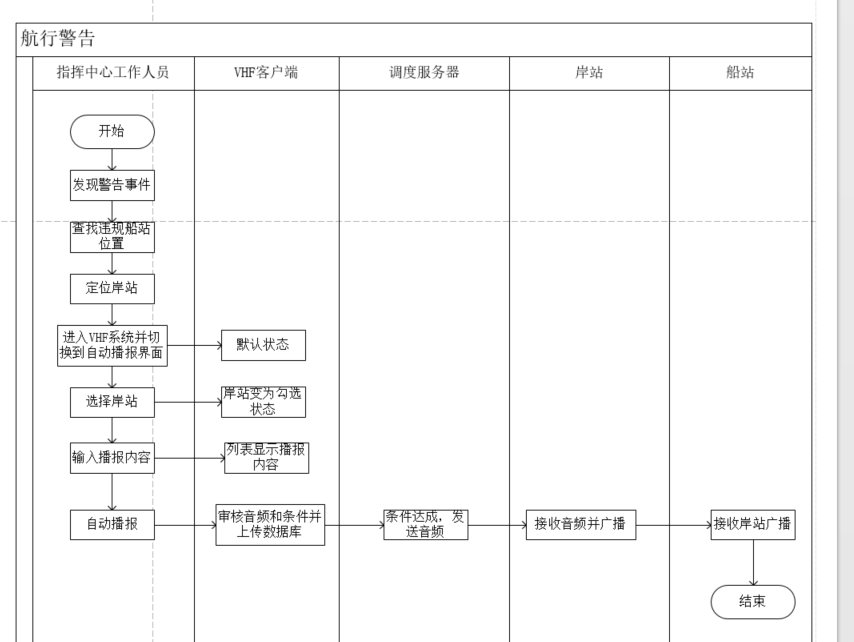 航行警告
指挥中心工作人员
VHF客户端
调度服务器
岸站
船站
开始
发现警告事件
查找违规船站
位置
定位岸站
进入VHF系统并切
换到自动播报界面
默认状态
选择岸站
岸站变为勾选
状态
输入播报内容
列表显示播报
内容
自动播报
审核音频和条件并
上传数据库
条件达成，发
送音频
接收音频并广播
接收岸站广播
结束